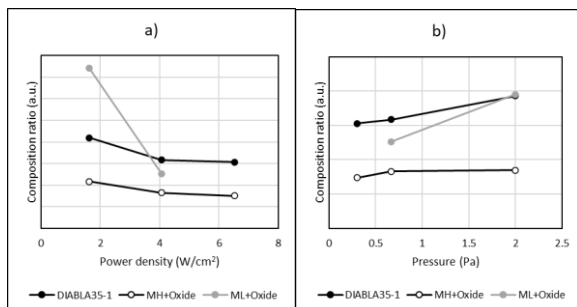 a)
Composition ratio (a.u.)
0 2 4 6 8
Power density (W/cm²)
DIABLA35-1 MH+Oxide ML+Oxide
b)
Composition ratio (a.u.)
0 0.5 1 1.5 2 2.5
Pressure (Pa)
DIABLA35-1 MH+Oxide ML+Oxide